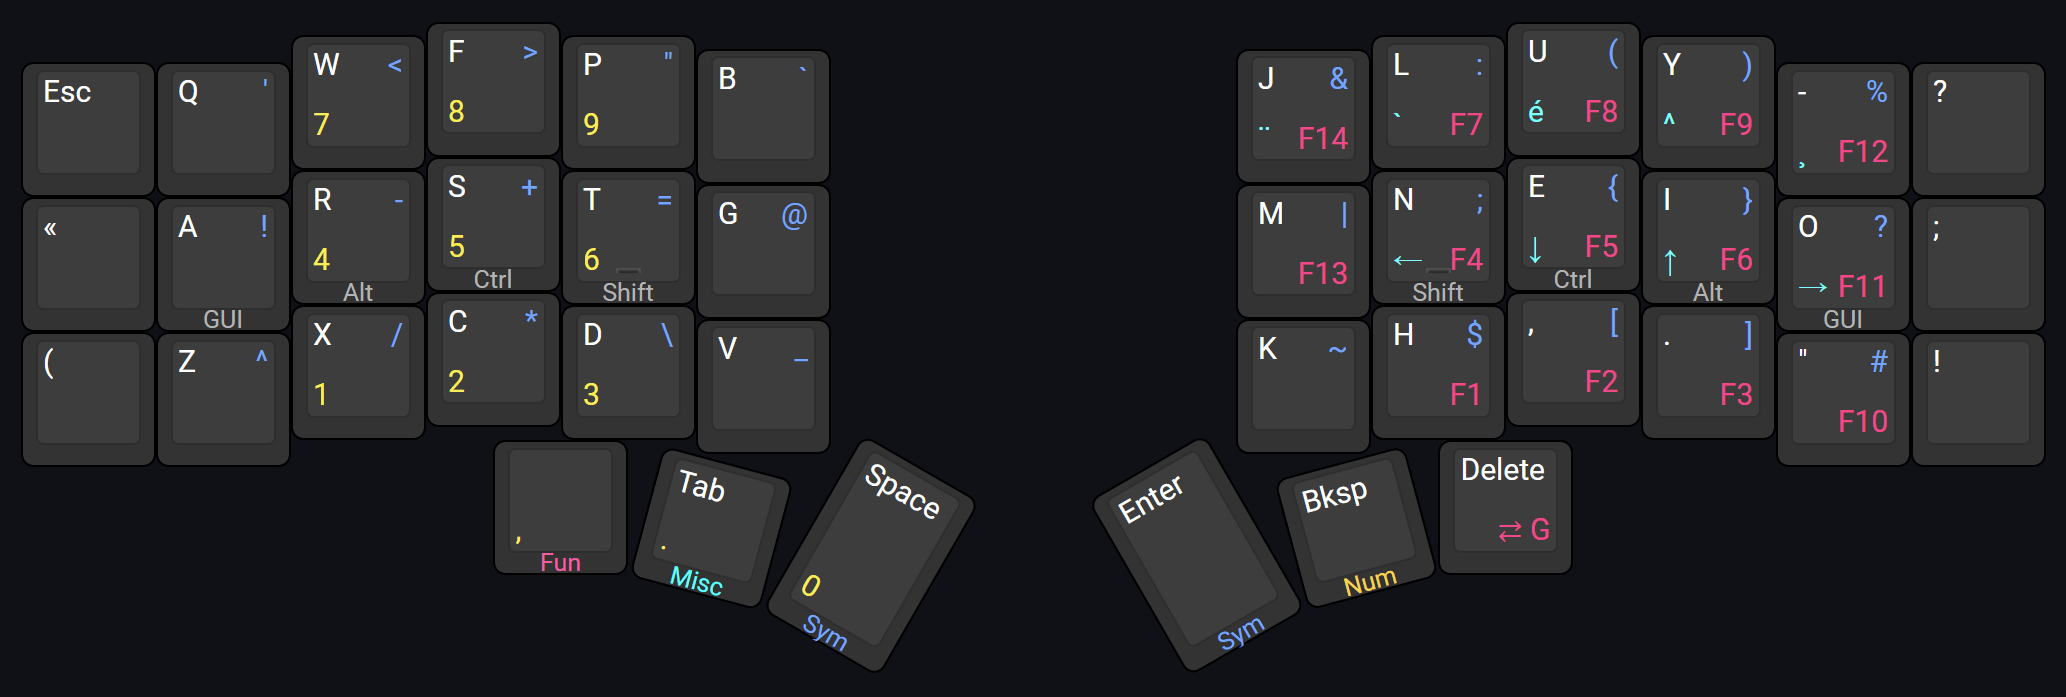 Esc
Q '
W <
7
F >
8
P "
9
B `
J &
¨ F14
L :
` F7
U (
é F8
Y )
^ F9
- %
¸ F12
?
«
A !
GUI
R -
4
Alt
S +
5
Ctrl
T =
6
Shift
G @
M |
F13
N ;
← F4
Shift
E {
↓ F5
Ctrl
I }
↑ F6
Alt
O ?
→ F11
GUI
;
(
Z ^
X /
1
C *
2
D \
3
V _
K ~
H $
F1
, [
F2
. ]
F3
" #
F10
!
,
Fun
Tab
.
Misc
Space
0
Sym
Enter
Sym
Bksp
Num
Delete
⇄ G